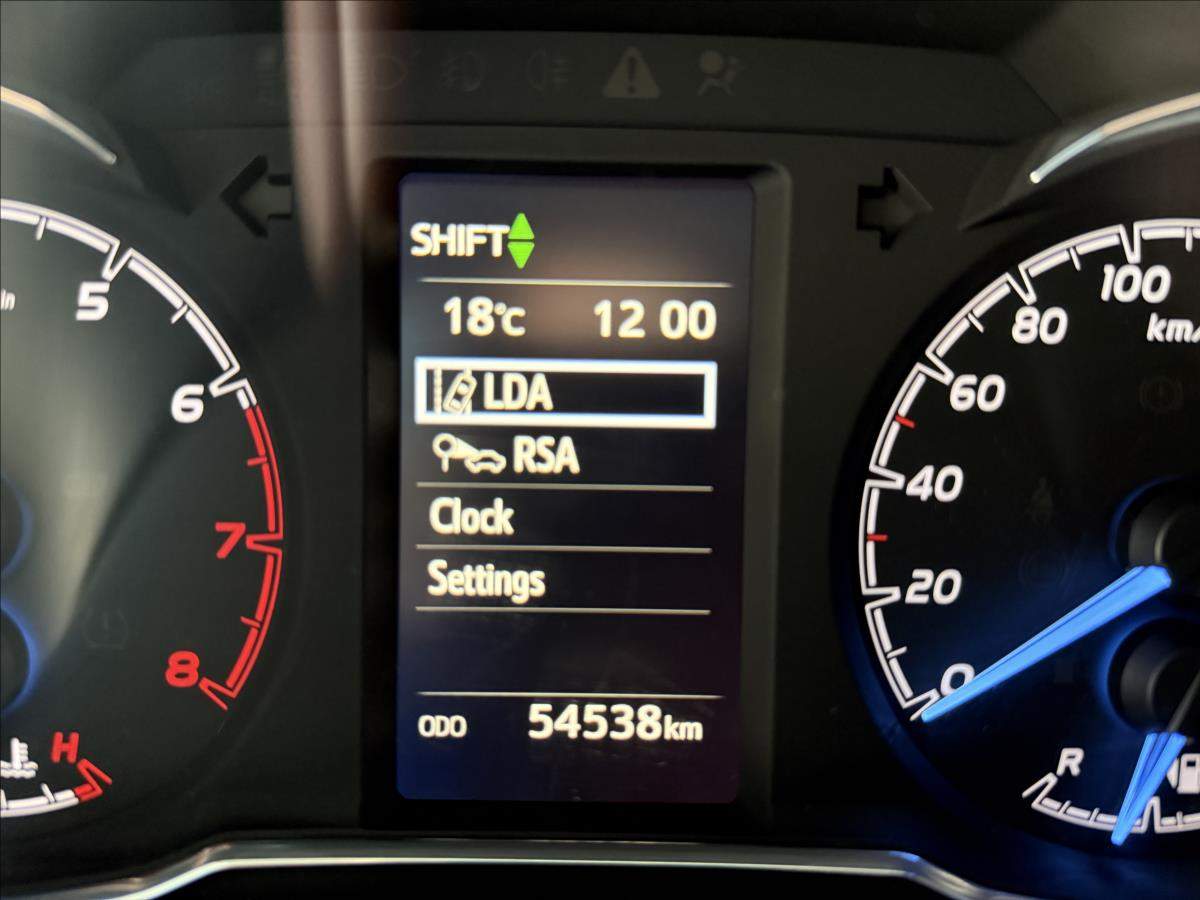 SHIFT
18°C 12 00
LDA
RSA
Clock
Settings
ODO 54538km
5
6
7
8
H
100
80
km/
60
40
20
0
R